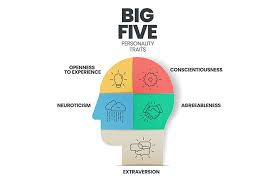 BIG
FIVE
PERSONALITY
TRAITS
OPENNESS
TO EXPERIENCE
CONSCIENTIOUSNESS
NEUROTICISM
AGREEABLENESS
EXTRAVERSION